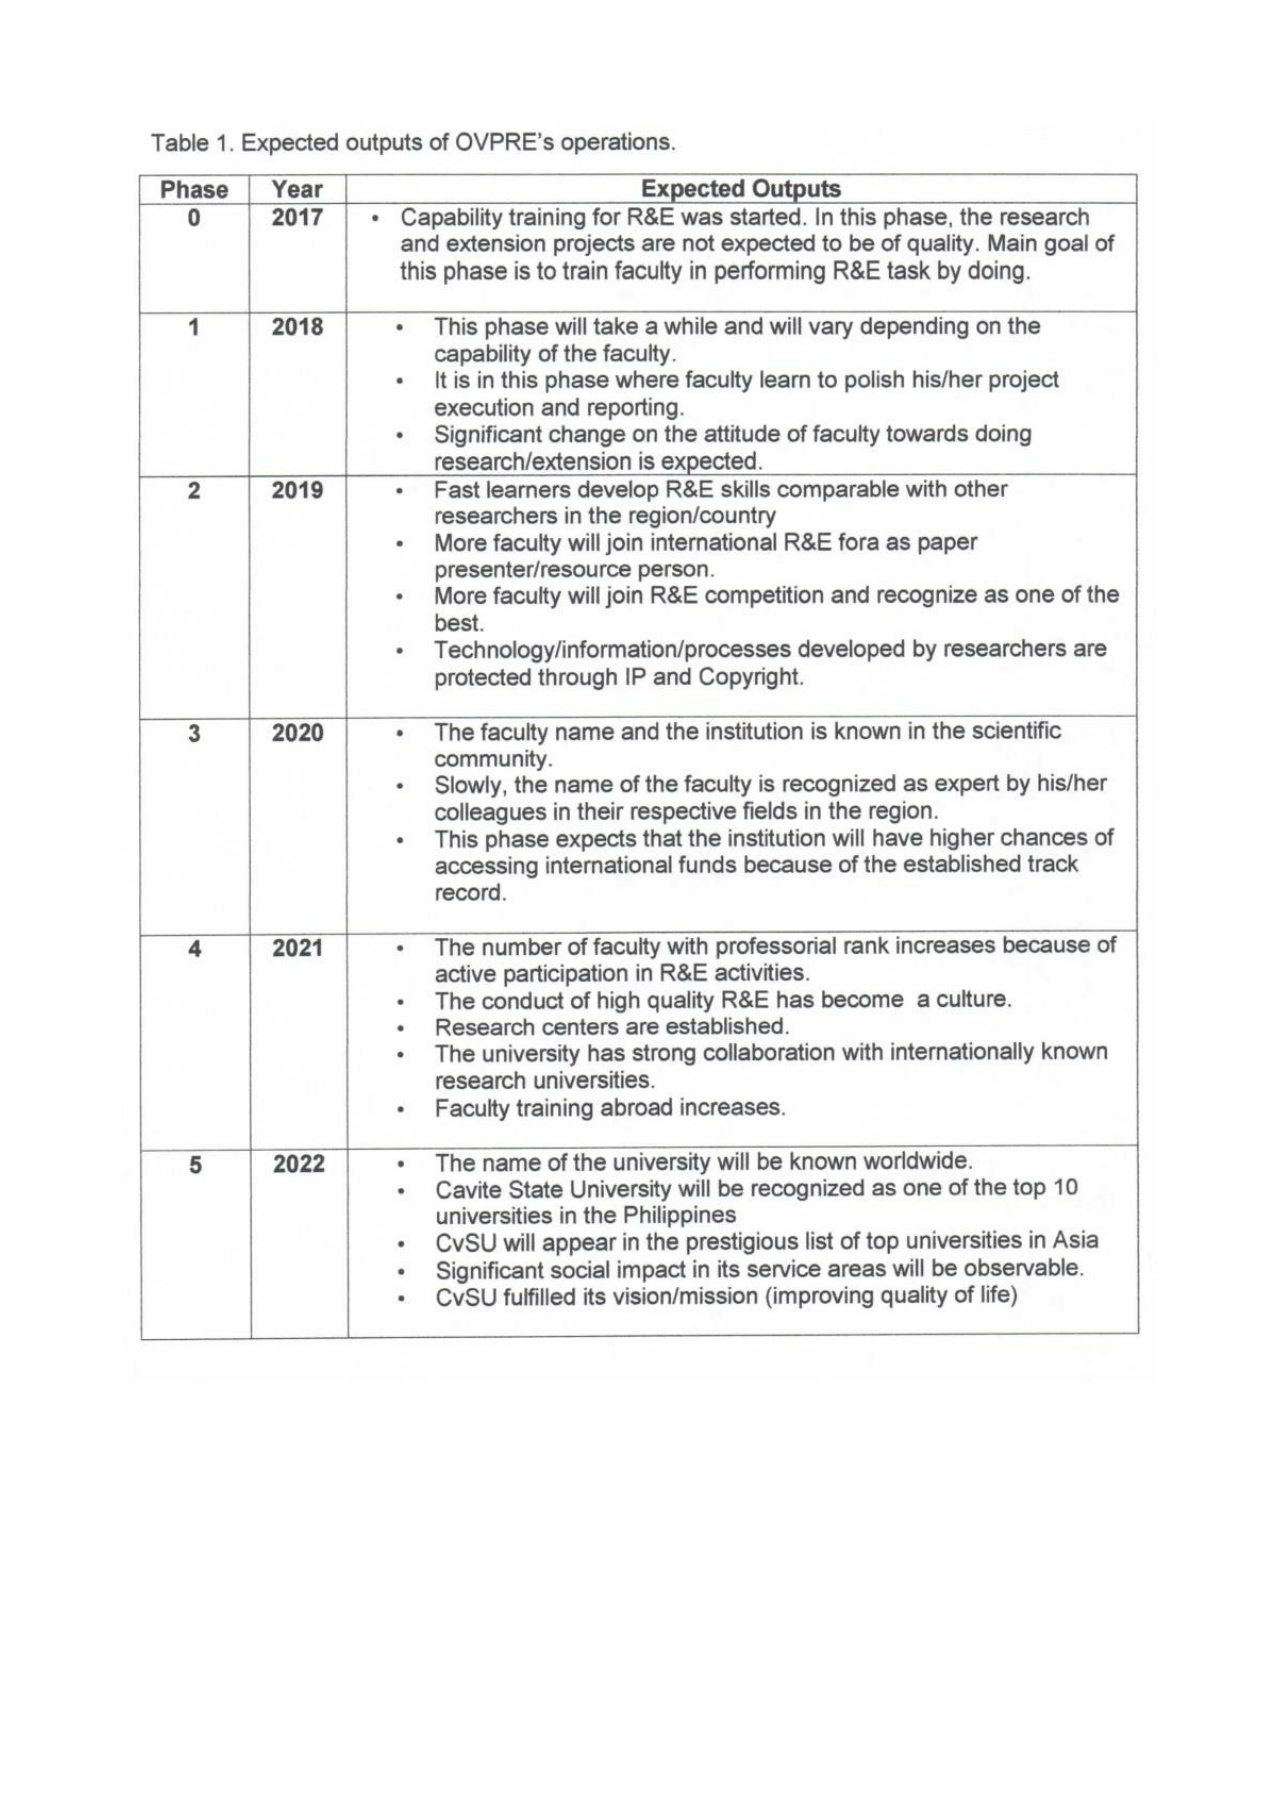 Table 1. Expected outputs of OVPRE's operations.
Phase Year Expected Outputs
0 2017 • Capability training for R&E was started. In this phase, the research
and extension projects are not expected to be of quality. Main goal of
this phase is to train faculty in performing R&E task by doing.
1 2018 • This phase will take a while and will vary depending on the
capability of the faculty.
• It is in this phase where faculty learn to polish his/her project
execution and reporting.
• Significant change on the attitude of faculty towards doing
research/extension is expected.
2 2019 • Fast learners develop R&E skills comparable with other
researchers in the region/country
• More faculty will join international R&E fora as paper
presenter/resource person.
• More faculty will join R&E competition and recognize as one of the
best.
• Technology/information/processes developed by researchers are
protected through IP and Copyright.
3 2020 • The faculty name and the institution is known in the scientific
community.
• Slowly, the name of the faculty is recognized as expert by his/her
colleagues in their respective fields in the region.
• This phase expects that the institution will have higher chances of
accessing international funds because of the established track
record.
4 2021 • The number of faculty with professorial rank increases because of
active participation in R&E activities.
• The conduct of high quality R&E has become a culture.
• Research centers are established.
• The university has strong collaboration with internationally known
research universities.
• Faculty training abroad increases.
5 2022 • The name of the university will be known worldwide.
• Cavite State University will be recognized as one of the top 10
universities in the Philippines
• CvSU will appear in the prestigious list of top universities in Asia
• Significant social impact in its service areas will be observable.
• CvSU fulfilled its vision/mission (improving quality of life)